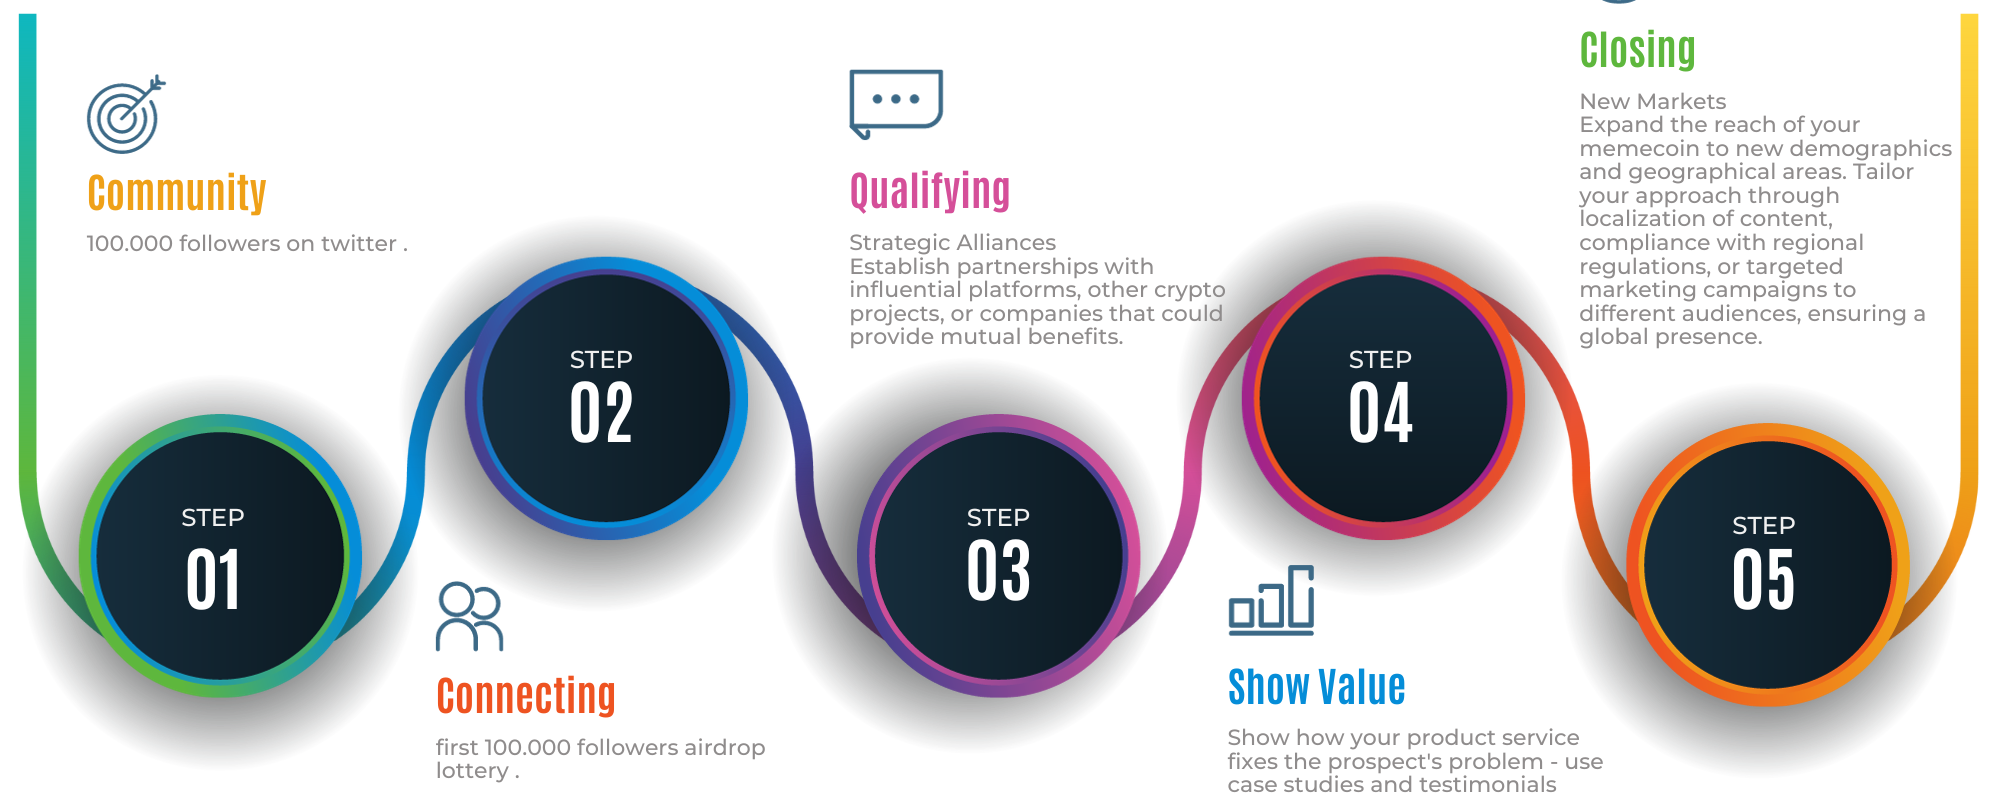 Community
100.000 followers on twitter .
STEP
01
STEP
02
Connecting
first 100.000 followers airdrop
lottery .
Qualifying
Strategic Alliances
Establish partnerships with
influential platforms, other crypto
projects, or companies that could
provide mutual benefits.
STEP
03
STEP
04
Show Value
Show how your product service
fixes the prospect's problem - use
case studies and testimonials
Closing
New Markets
Expand the reach of your
memecoin to new demographics
and geographical areas. Tailor
your approach through
localization of content,
compliance with regional
regulations, or targeted
marketing campaigns to
different audiences, ensuring a
global presence.
STEP
05